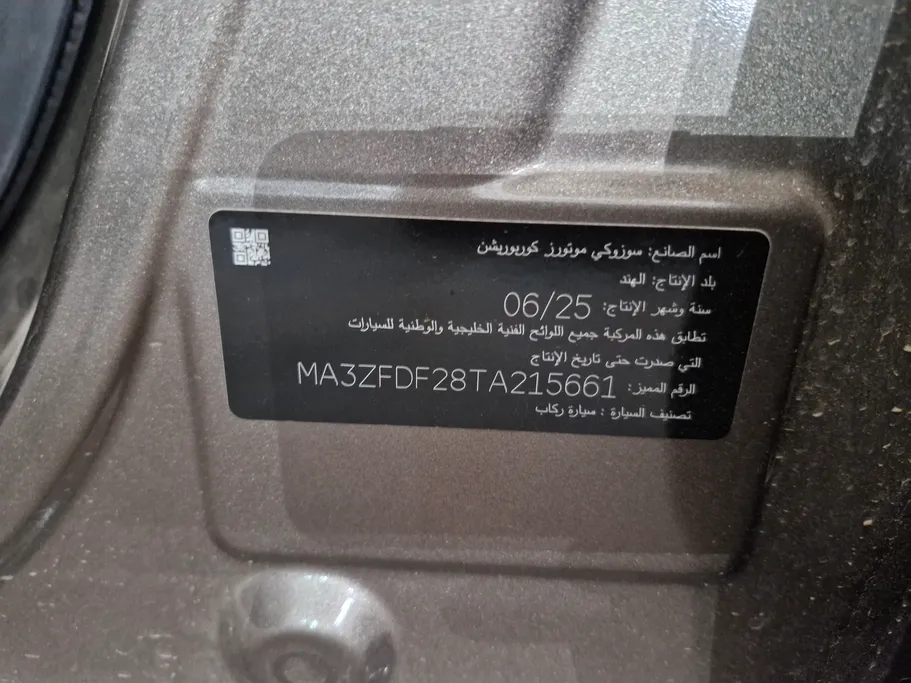 اسم الصانع: سوزوكي موتورز كوربوريشن
بلد الإنتاج: الهند
سنة وشهر الإنتاج: 06/25
تطابق هذه المركبة جميع اللوائح الفنية الخليجية والوطنية للسيارات
التي صدرت حتى تاريخ الإنتاج
الرقم المميز: MA3ZFDF28TA215661
تصنيف السيارة : سيارة ركاب